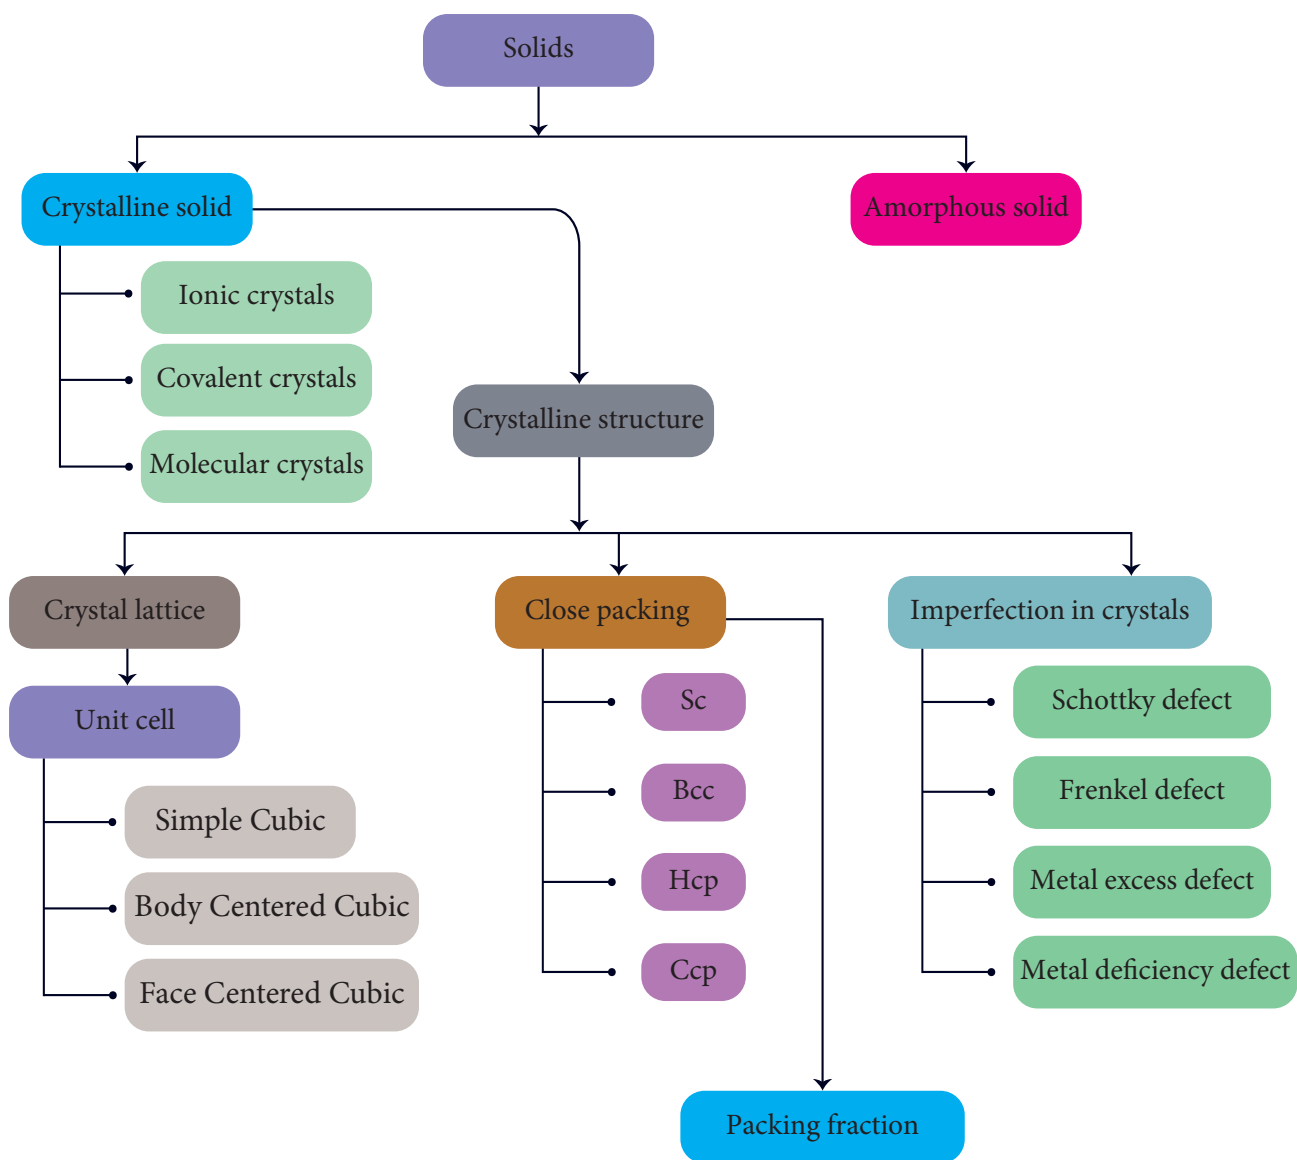 Solids
Crystalline solid
Amorphous solid
Ionic crystals
Covalent crystals
Molecular crystals
Crystalline structure
Crystal lattice
Close packing
Imperfection in crystals
Unit cell
Simple Cubic
Body Centered Cubic
Face Centered Cubic
Sc
Bcc
Hcp
Ccp
Schottky defect
Frenkel defect
Metal excess defect
Metal deficiency defect
Packing fraction